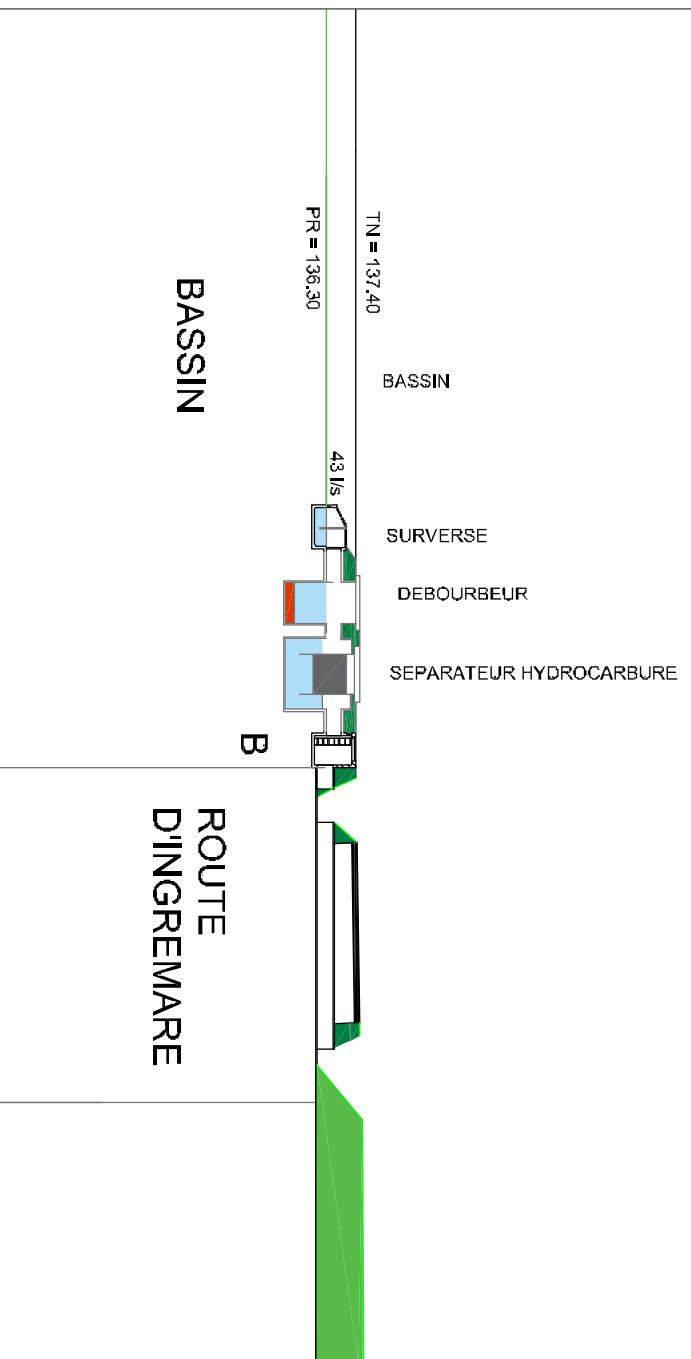 TN = 137.40
PR = 136.30
BASSIN
BASSIN
43 l/s
SURVERSE
DEBOURBEUR
SEPARATEUR HYDROCARBURE
B
ROUTE
D'INGREMARE